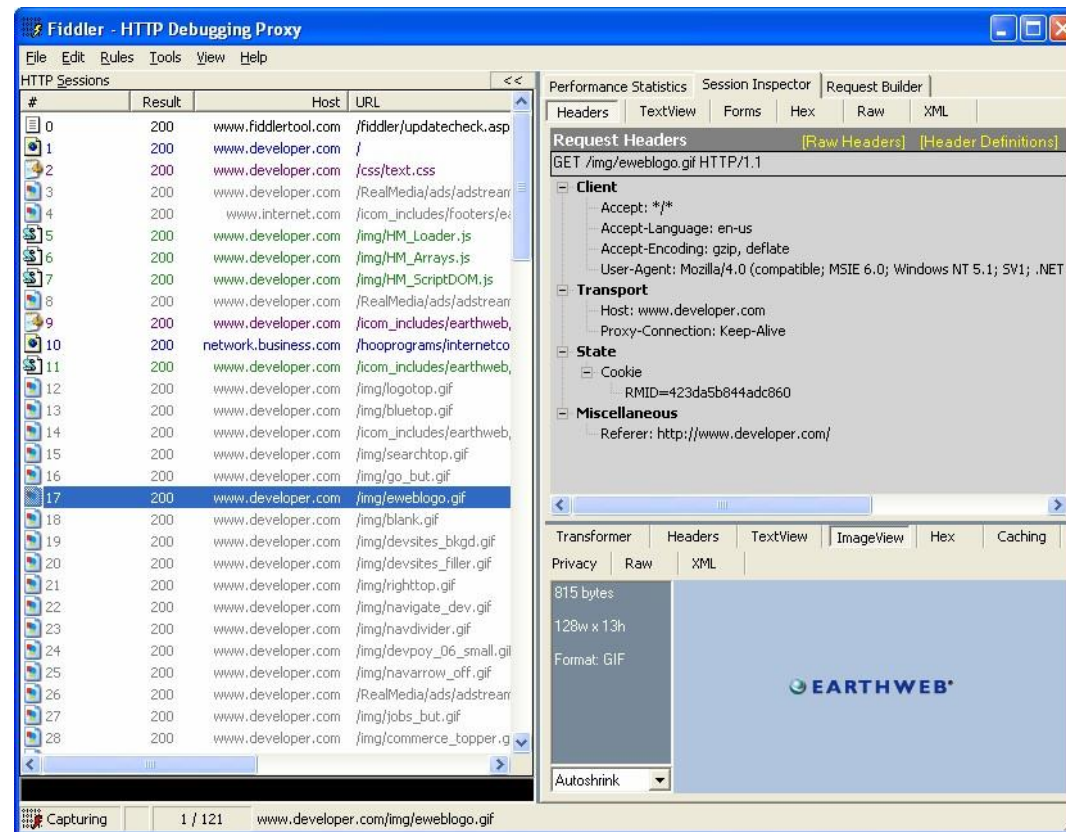 Fiddler - HTTP Debugging Proxy
File Edit Rules Tools View Help
HTTP Sessions <<
# Result Host URL
0 200 www.fiddlertool.com /fiddler/updatecheck.asp
1 200 www.developer.com /
2 200 www.developer.com /css/text.css
3 200 www.developer.com /RealMedia/ads/adstream
4 200 www.internet.com /icom_includes/footers/ea
5 200 www.developer.com /img/HM_Loader.js
6 200 www.developer.com /img/HM_Arrays.js
7 200 www.developer.com /img/HM_ScriptDOM.js
8 200 www.developer.com /RealMedia/ads/adstream
9 200 www.developer.com /icom_includes/earthweb,
10 200 network.business.com /hooprograms/internetco
11 200 www.developer.com /icom_includes/earthweb,
12 200 www.developer.com /img/logotop.gif
13 200 www.developer.com /img/bluetop.gif
14 200 www.developer.com /icom_includes/earthweb,
15 200 www.developer.com /img/searchtop.gif
16 200 www.developer.com /img/go_but.gif
17 200 www.developer.com /img/eweblogo.gif
18 200 www.developer.com /img/blank.gif
19 200 www.developer.com /img/devsites_bkgd.gif
20 200 www.developer.com /img/devsites_filler.gif
21 200 www.developer.com /img/righttop.gif
22 200 www.developer.com /img/navigate_dev.gif
23 200 www.developer.com /img/navdivider.gif
24 200 www.developer.com /img/devpoy_06_small.gif
25 200 www.developer.com /img/navarrow_off.gif
26 200 www.developer.com /RealMedia/ads/adstream
27 200 www.developer.com /img/jobs_but.gif
28 200 www.developer.com /img/commerce_topper.g
Performance Statistics Session Inspector Request Builder
Headers TextView Forms Hex Raw XML
Request Headers [Raw Headers] [Header Definitions]
GET /img/eweblogo.gif HTTP/1.1
Client
Accept: */*
Accept-Language: en-us
Accept-Encoding: gzip, deflate
User-Agent: Mozilla/4.0 (compatible; MSIE 6.0; Windows NT 5.1; SV1; .NET
Transport
Host: www.developer.com
Proxy-Connection: Keep-Alive
State
Cookie
RMID=423da5b844adc860
Miscellaneous
Referer: http://www.developer.com/
Transformer Headers TextView ImageView Hex Caching
Privacy Raw XML
815 bytes
128w x 13h
Format: GIF
EARTHWEB
Autoshrink
Capturing 1 / 121 www.developer.com/img/eweblogo.gif